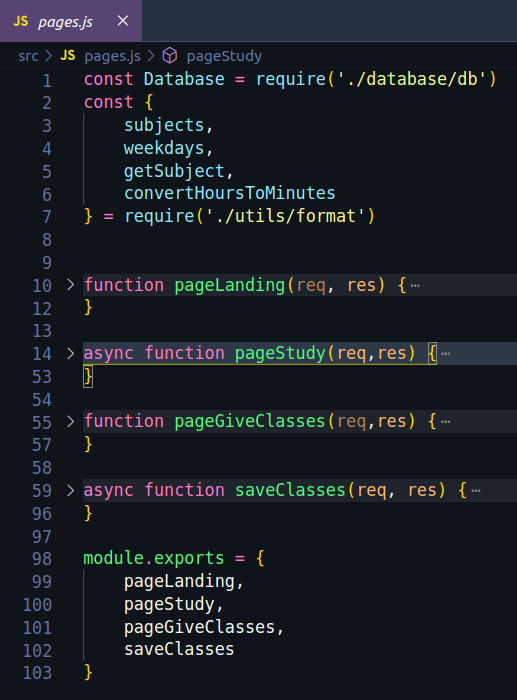 JS pages.js ×
src > JS pages.js > pageStudy
1 const Database = require('./database/db')
2 const {
3     subjects,
4     weekdays,
5     getSubject,
6     convertHoursToMinutes
7 } = require('./utils/format')
8
9
10 function pageLanding(req, res) {⋯
12 }
13
14 async function pageStudy(req,res) {⋯
53 }
54
55 function pageGiveClasses(req,res) {⋯
57 }
58
59 async function saveClasses(req, res) {⋯
96 }
97
98 module.exports = {
99     pageLanding,
100     pageStudy,
101     pageGiveClasses,
102     saveClasses
103 }